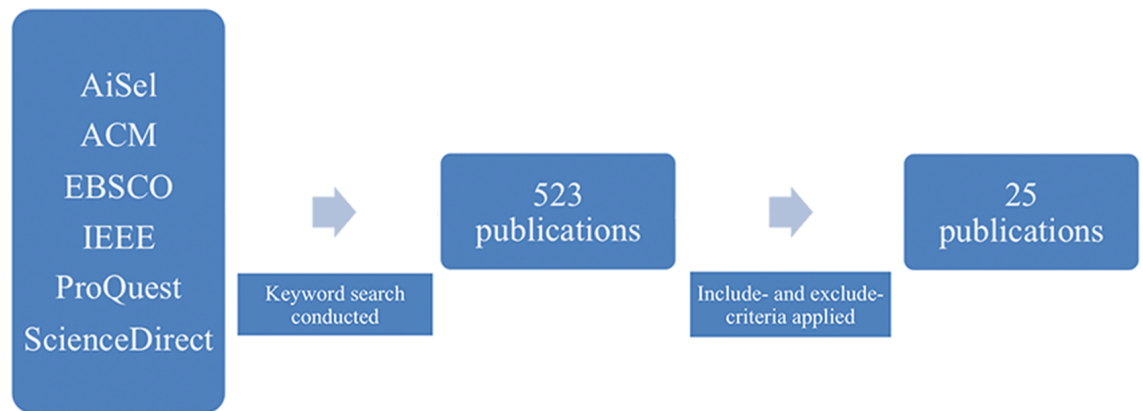 AiSel
ACM
EBSCO
IEEE
ProQuest
ScienceDirect
Keyword search
conducted
523
publications
Include- and exclude-
criteria applied
25
publications